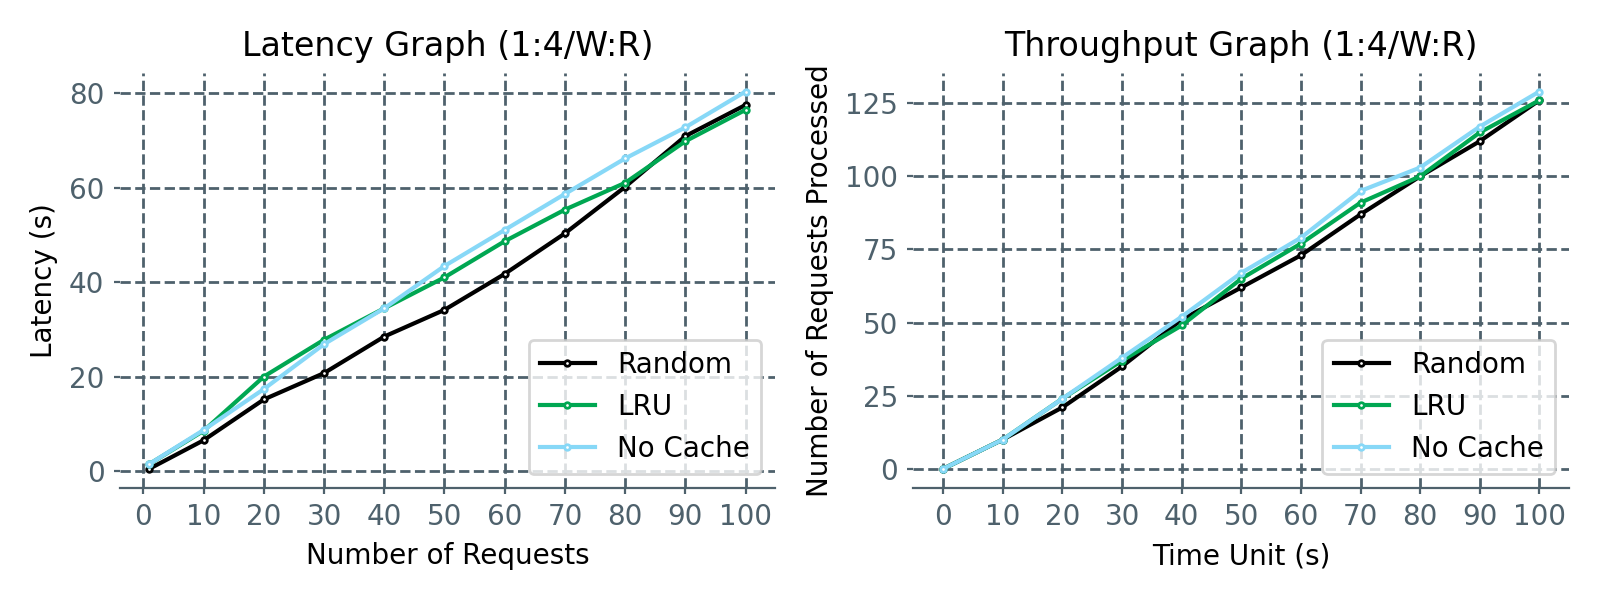 Latency Graph (1:4/W:R)
Latency (s)
80
60
40
20
0
0 10 20 30 40 50 60 70 80 90 100
Number of Requests
Random
LRU
No Cache
Throughput Graph (1:4/W:R)
Number of Requests Processed
125
100
75
50
25
0
0 10 20 30 40 50 60 70 80 90 100
Time Unit (s)
Random
LRU
No Cache